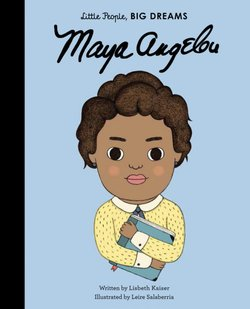 Little People, BIG DREAMS
Maya Angelou
Written by Lisbeth Kaiser
Illustrated by Leire Salaberria